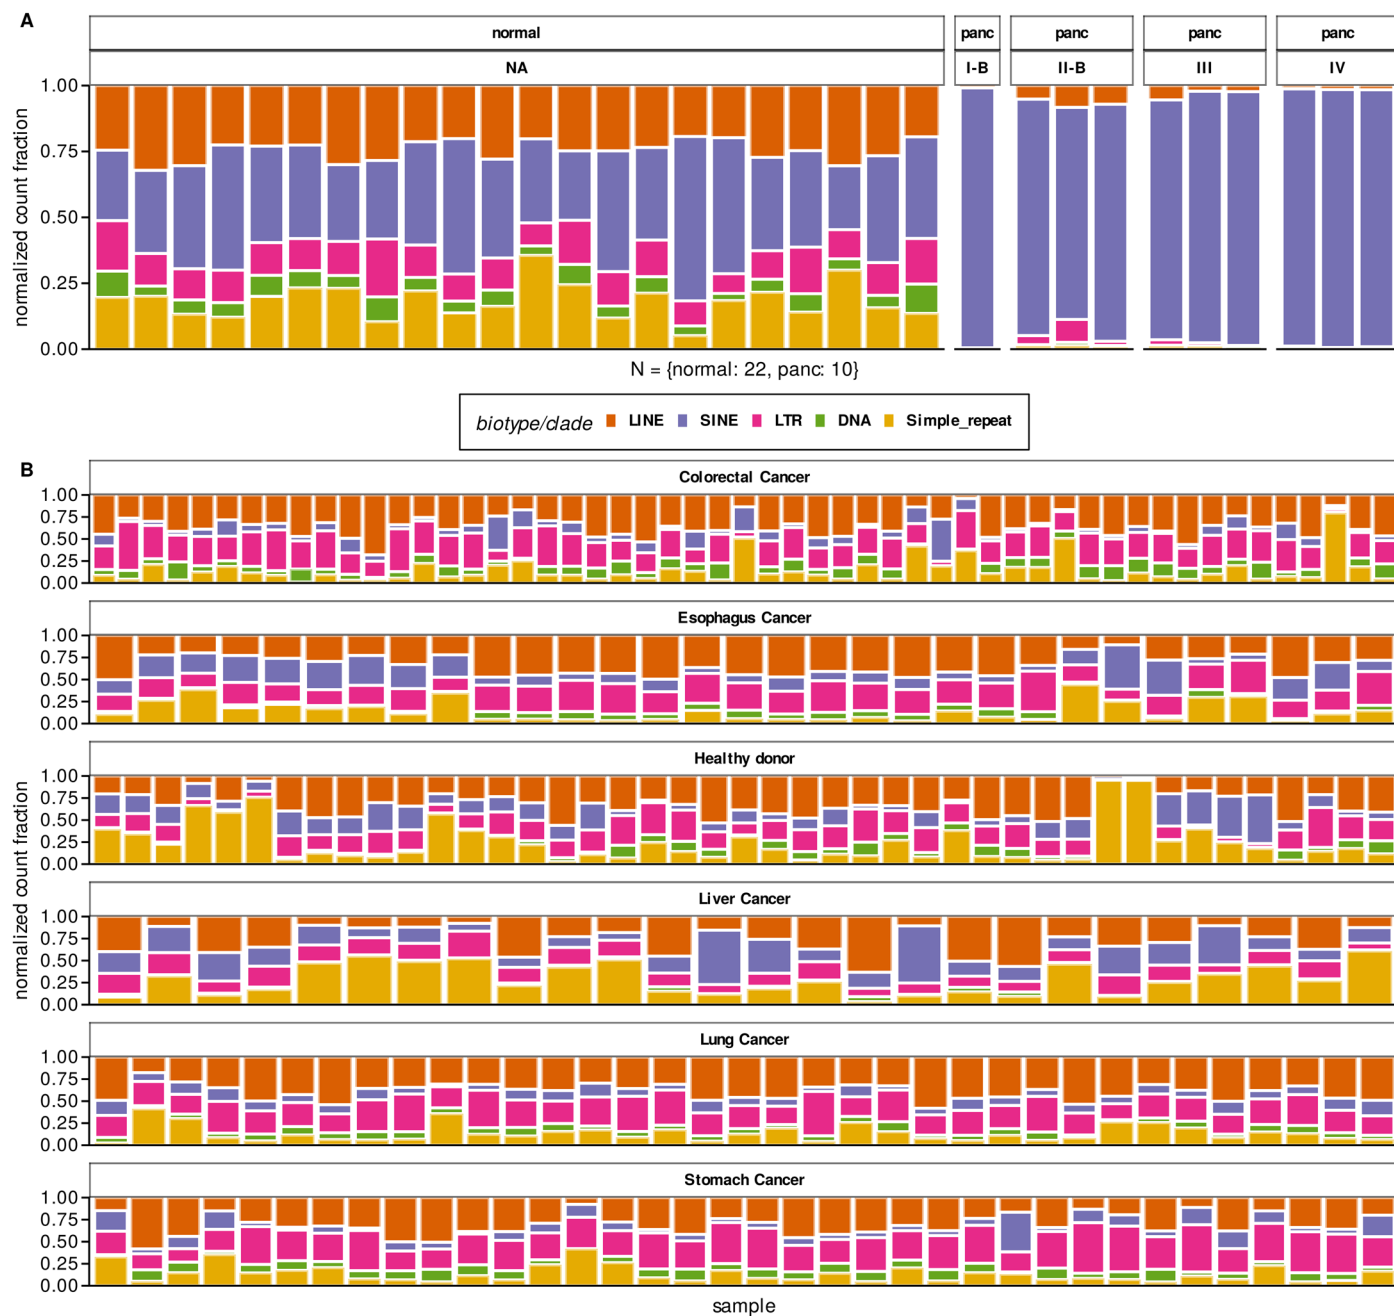 A
normal panc panc panc panc
NA I-B II-B III IV
normalized count fraction
1.00
0.75
0.50
0.25
0.00
N = {normal: 22, panc: 10}
biotype/clade LINE SINE LTR DNA Simple_repeat
B
normalized count fraction
Colorectal Cancer
1.00
0.75
0.50
0.25
0.00
Esophagus Cancer
1.00
0.75
0.50
0.25
0.00
Healthy donor
1.00
0.75
0.50
0.25
0.00
Liver Cancer
1.00
0.75
0.50
0.25
0.00
Lung Cancer
1.00
0.75
0.50
0.25
0.00
Stomach Cancer
1.00
0.75
0.50
0.25
0.00
sample